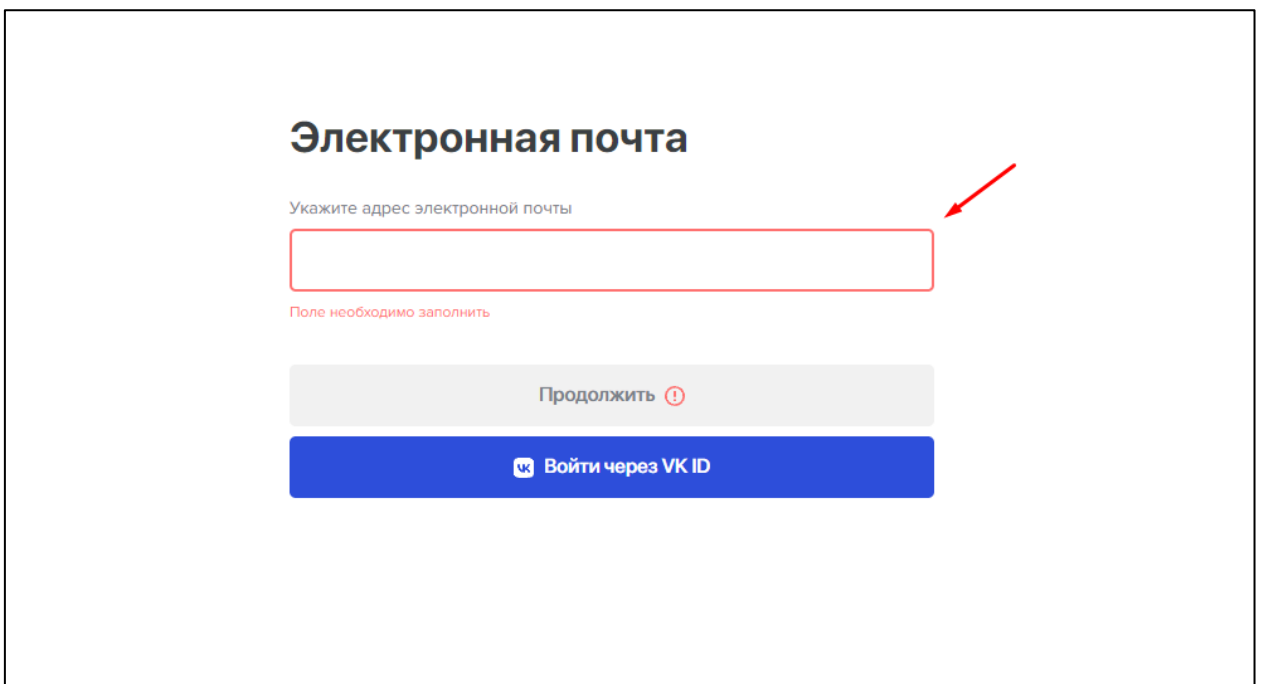 Электронная почта
Укажите адрес электронной почты
Поле необходимо заполнить
Продолжить
Войти через VK ID